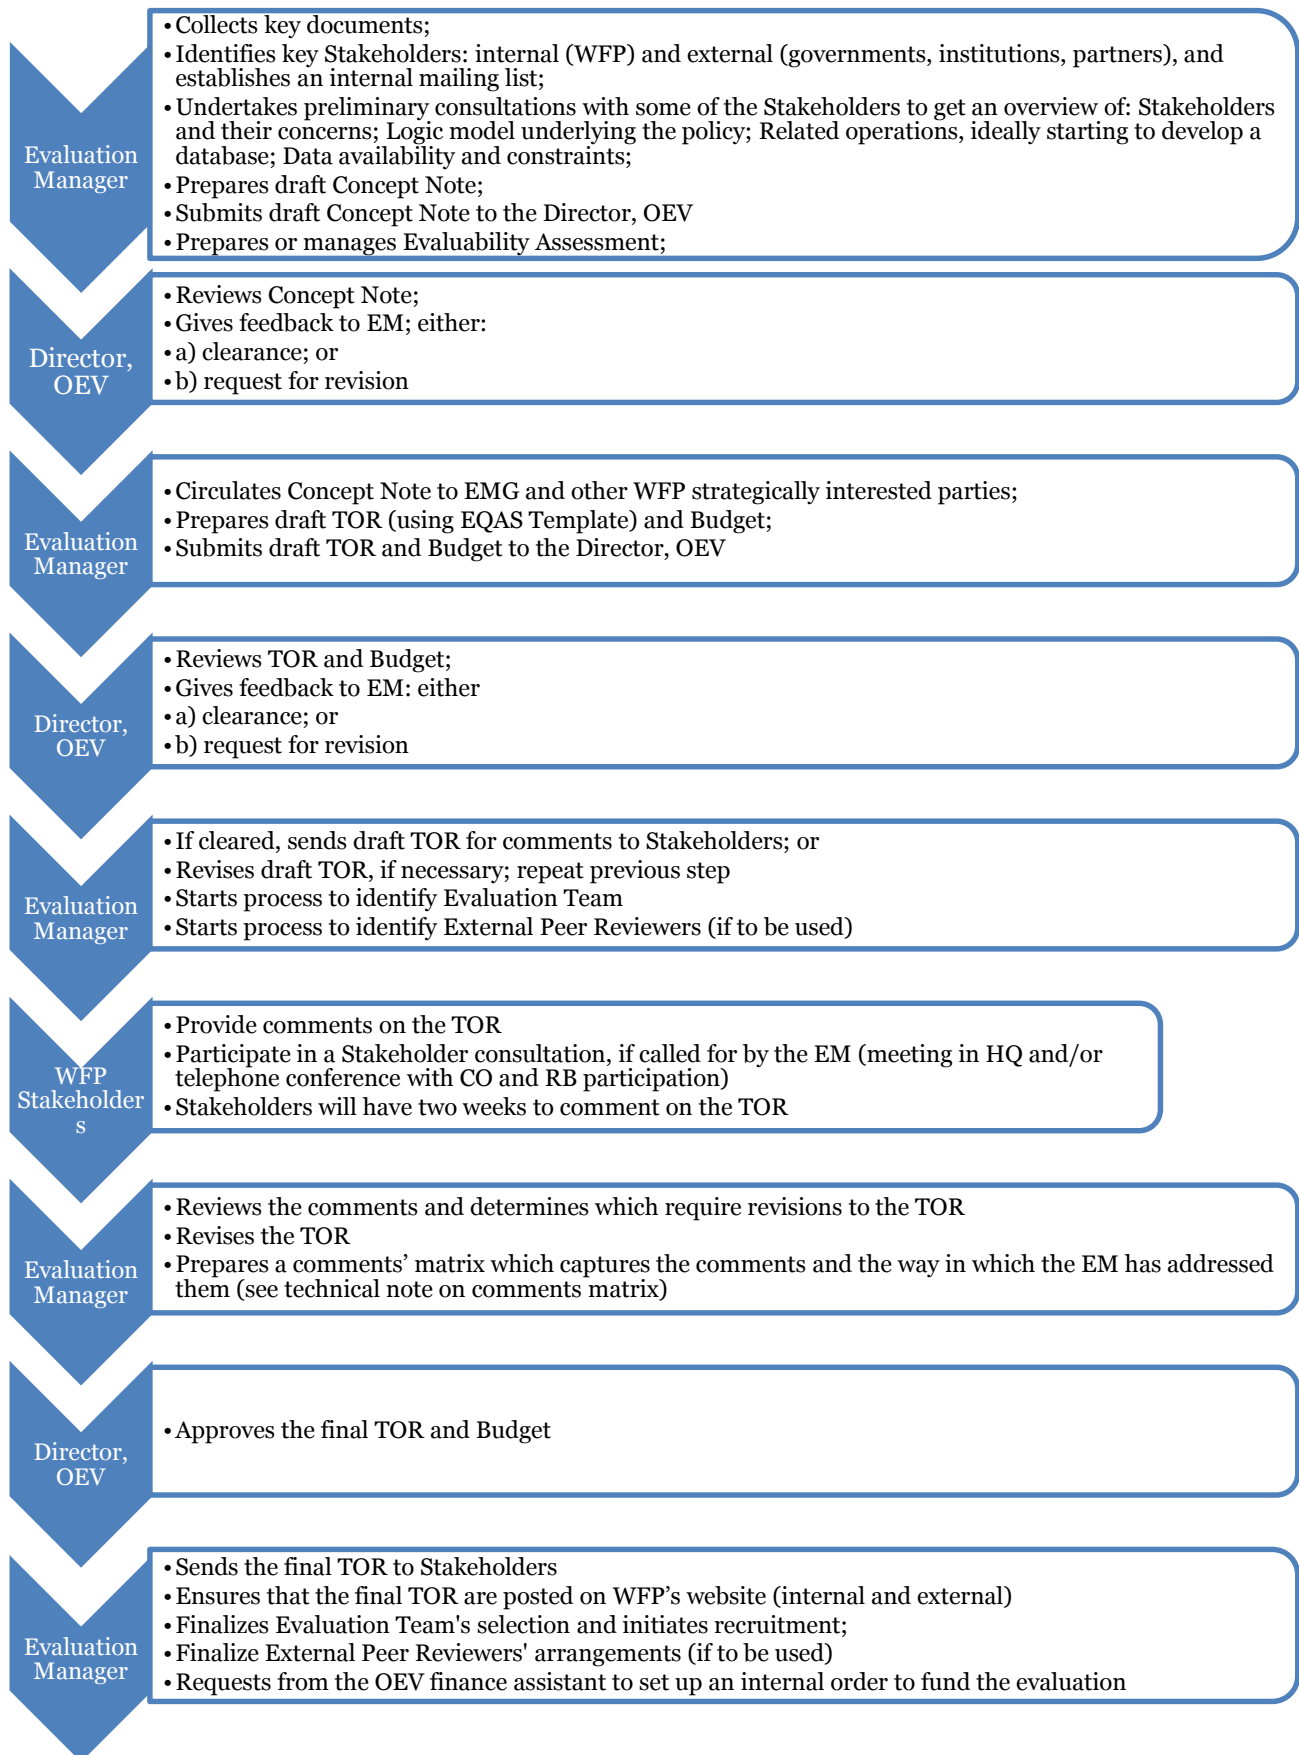 Evaluation
Manager
• Collects key documents;
• Identifies key Stakeholders: internal (WFP) and external (governments, institutions, partners), and
establishes an internal mailing list;
• Undertakes preliminary consultations with some of the Stakeholders to get an overview of: Stakeholders
and their concerns; Logic model underlying the policy; Related operations, ideally starting to develop a
database; Data availability and constraints;
• Prepares draft Concept Note;
• Submits draft Concept Note to the Director, OEV
• Prepares or manages Evaluability Assessment;
Director,
OEV
• Reviews Concept Note;
• Gives feedback to EM; either:
• a) clearance; or
• b) request for revision
Evaluation
Manager
• Circulates Concept Note to EMG and other WFP strategically interested parties;
• Prepares draft TOR (using EQAS Template) and Budget;
• Submits draft TOR and Budget to the Director, OEV
Director,
OEV
• Reviews TOR and Budget;
• Gives feedback to EM: either
• a) clearance; or
• b) request for revision
Evaluation
Manager
• If cleared, sends draft TOR for comments to Stakeholders; or
• Revises draft TOR, if necessary; repeat previous step
• Starts process to identify Evaluation Team
• Starts process to identify External Peer Reviewers (if to be used)
WFP
Stakeholder
s
• Provide comments on the TOR
• Participate in a Stakeholder consultation, if called for by the EM (meeting in HQ and/or
telephone conference with CO and RB participation)
• Stakeholders will have two weeks to comment on the TOR
Evaluation
Manager
• Reviews the comments and determines which require revisions to the TOR
• Revises the TOR
• Prepares a comments’ matrix which captures the comments and the way in which the EM has addressed
them (see technical note on comments matrix)
Director,
OEV
• Approves the final TOR and Budget
Evaluation
Manager
• Sends the final TOR to Stakeholders
• Ensures that the final TOR are posted on WFP’s website (internal and external)
• Finalizes Evaluation Team's selection and initiates recruitment;
• Finalize External Peer Reviewers' arrangements (if to be used)
• Requests from the OEV finance assistant to set up an internal order to fund the evaluation